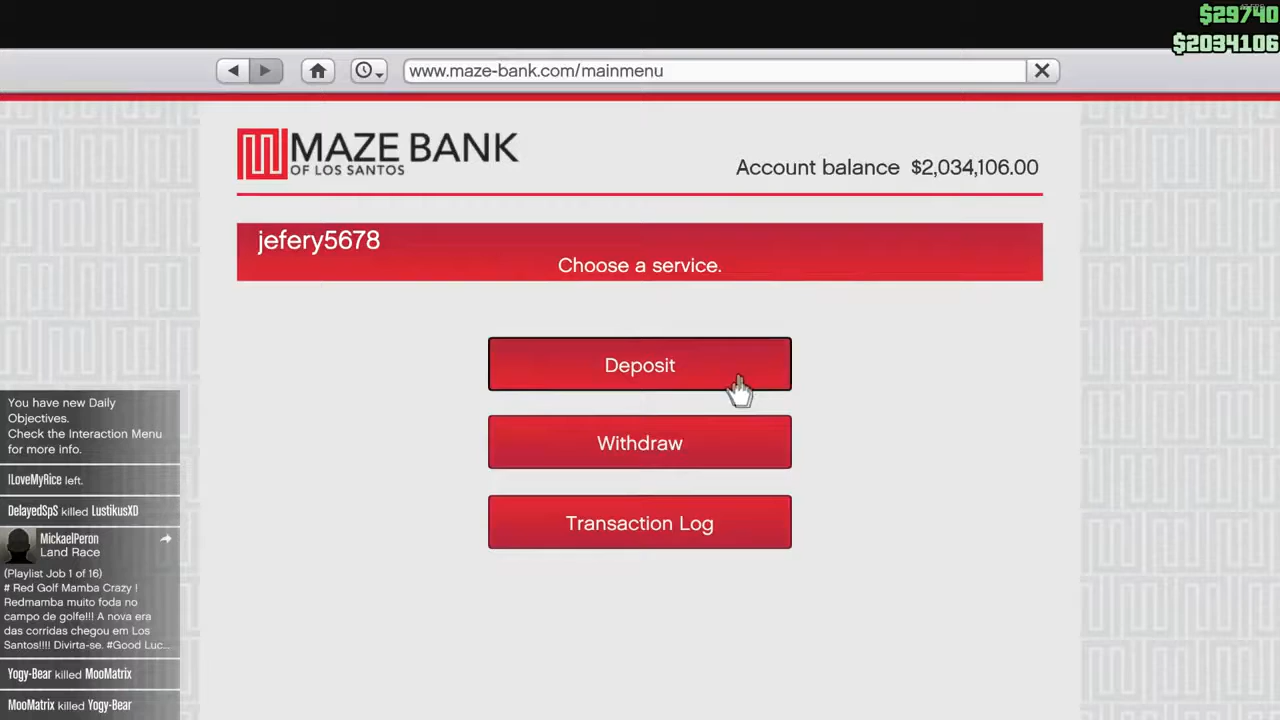 $29740
$2034106
www.maze-bank.com/mainmenu
MAZE BANK
OF LOS SANTOS
Account balance $2,034,106.00
jefery5678
Choose a service.
Deposit
Withdraw
Transaction Log
You have new Daily
Objectives.
Check the Interaction Menu
for more info.
ILoveMyRice left.
DelayedSpS killed LustikusXD
MickaelPeron
Land Race
(Playlist Job 1 of 16)
# Red Golf Mamba Crazy !
Redmamba muito foda no
campo de golfe!!! A nova era
das corridas chegou em Los
Santos!!!! Divirta-se. #Good Luc...
Yogy-Bear killed MooMatrix
MooMatrix killed Yogy-Bear